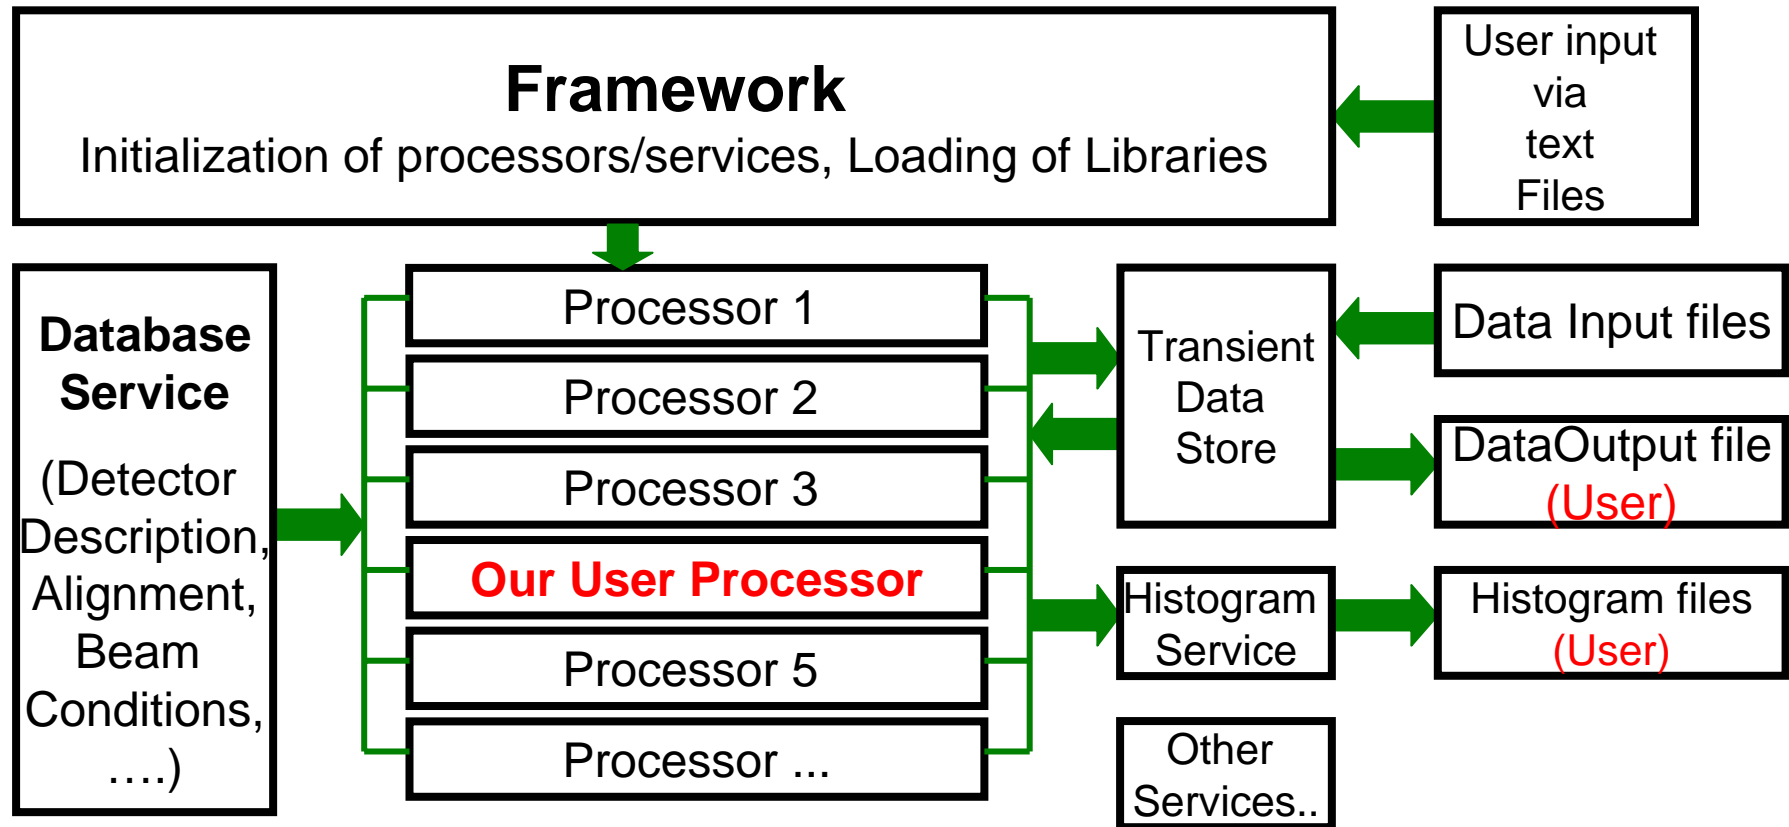 Framework
Initialization of processors/services, Loading of Libraries
User input
via
text
Files
Database
Service
(Detector
Description,
Alignment,
Beam
Conditions,
....)
Processor 1
Processor 2
Processor 3
Our User Processor
Processor 5
Processor ...
Transient
Data
Store
Data Input files
DataOutput file
(User)
Histogram
Service
Histogram files
(User)
Other
Services..